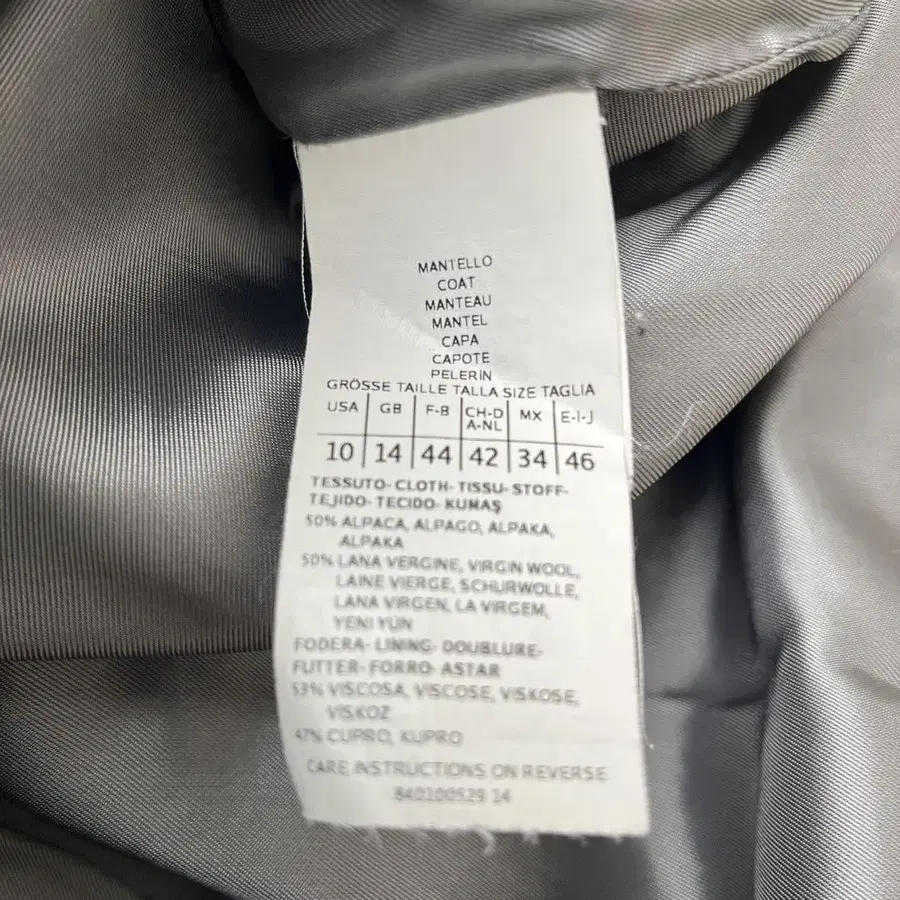 MANTELLO
COAT
MANTEAU
MANTEL
CAPA
CAPOTE
PELERIN
GRÖSSE TAILLE TALLA SIZE TAGLIA
USA GB F-B CH-D A-NL MX E-I-J
10 14 44 42 34 46
TESSUTO- CLOTH- TISSU- STOFF-
TEJIDO- TECIDO- KUMAŞ
50% ALPACA, ALPAGO, ALPAKA,
ALPAKA
50% LANA VERGINE, VIRGIN WOOL,
LAINE VIERGE, SCHURWOLLE,
LANA VIRGEN, LA VIRGEM,
YENI YÜN
FODERA- LINING- DOUBLURE-
FUTTER- FORRO- ASTAR
53% VISCOSA, VISCOSE, VISKOSE,
VISKOZ
47% CUPRO, KUPRO
CARE INSTRUCTIONS ON REVERSE
840100529 14